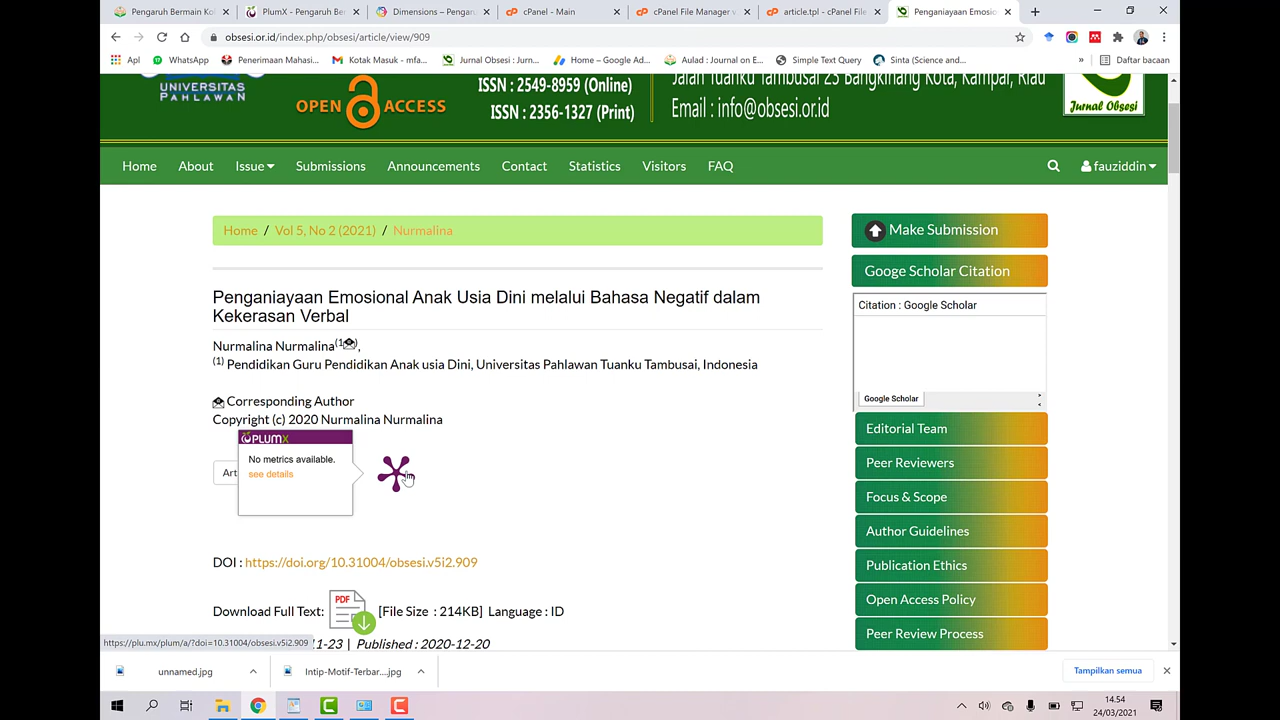 Pengaruh Bermain Ko
PlumX - Pengaruh Be
Dimensions – Pengar
cPanel - Main
cPanel File Manager v
article.tpl - cPanel File
Penganiayaan Emosio
obsesi.or.id/index.php/obsesi/article/view/909
Apl
WhatsApp
Penerimaan Mahasi...
Kotak Masuk - mfa...
Jurnal Obsesi : Jurn...
Home – Google Ad...
Aulad : Journal on E...
Simple Text Query
Sinta (Science and...
»
Daftar bacaan
UNIVERSITAS
PAHLAWAN
OPEN ACCESS
ISSN : 2549-8959 (Online)
ISSN : 2356-1327 (Print)
Jalan Tuanku Tambusai 23 Bangkinang Kota, Kampar, Riau
Email : info@obsesi.or.id
Jurnal Obsesi
Home
About
Issue
Submissions
Announcements
Contact
Statistics
Visitors
FAQ
fauziddin
Home / Vol 5, No 2 (2021) / Nurmalina
Penganiayaan Emosional Anak Usia Dini melalui Bahasa Negatif dalam
Kekerasan Verbal
Nurmalina Nurmalina(1),
(1) Pendidikan Guru Pendidikan Anak usia Dini, Universitas Pahlawan Tuanku Tambusai, Indonesia
Corresponding Author
Copyright (c) 2020 Nurmalina Nurmalina
PLUMX
No metrics available.
see details
Art
DOI : https://doi.org/10.31004/obsesi.v5i2.909
Download Full Text: PDF [File Size : 214KB] Language : ID
1-23 | Published : 2020-12-20
https://plu.mx/plum/a/?doi=10.31004/obsesi.v5i2.909
Make Submission
Googe Scholar Citation
Citation : Google Scholar
Google Scholar
Editorial Team
Peer Reviewers
Focus & Scope
Author Guidelines
Publication Ethics
Open Access Policy
Peer Review Process
unnamed.jpg
Intip-Motif-Terbar....jpg
Tampilkan semua
14.54
24/03/2021